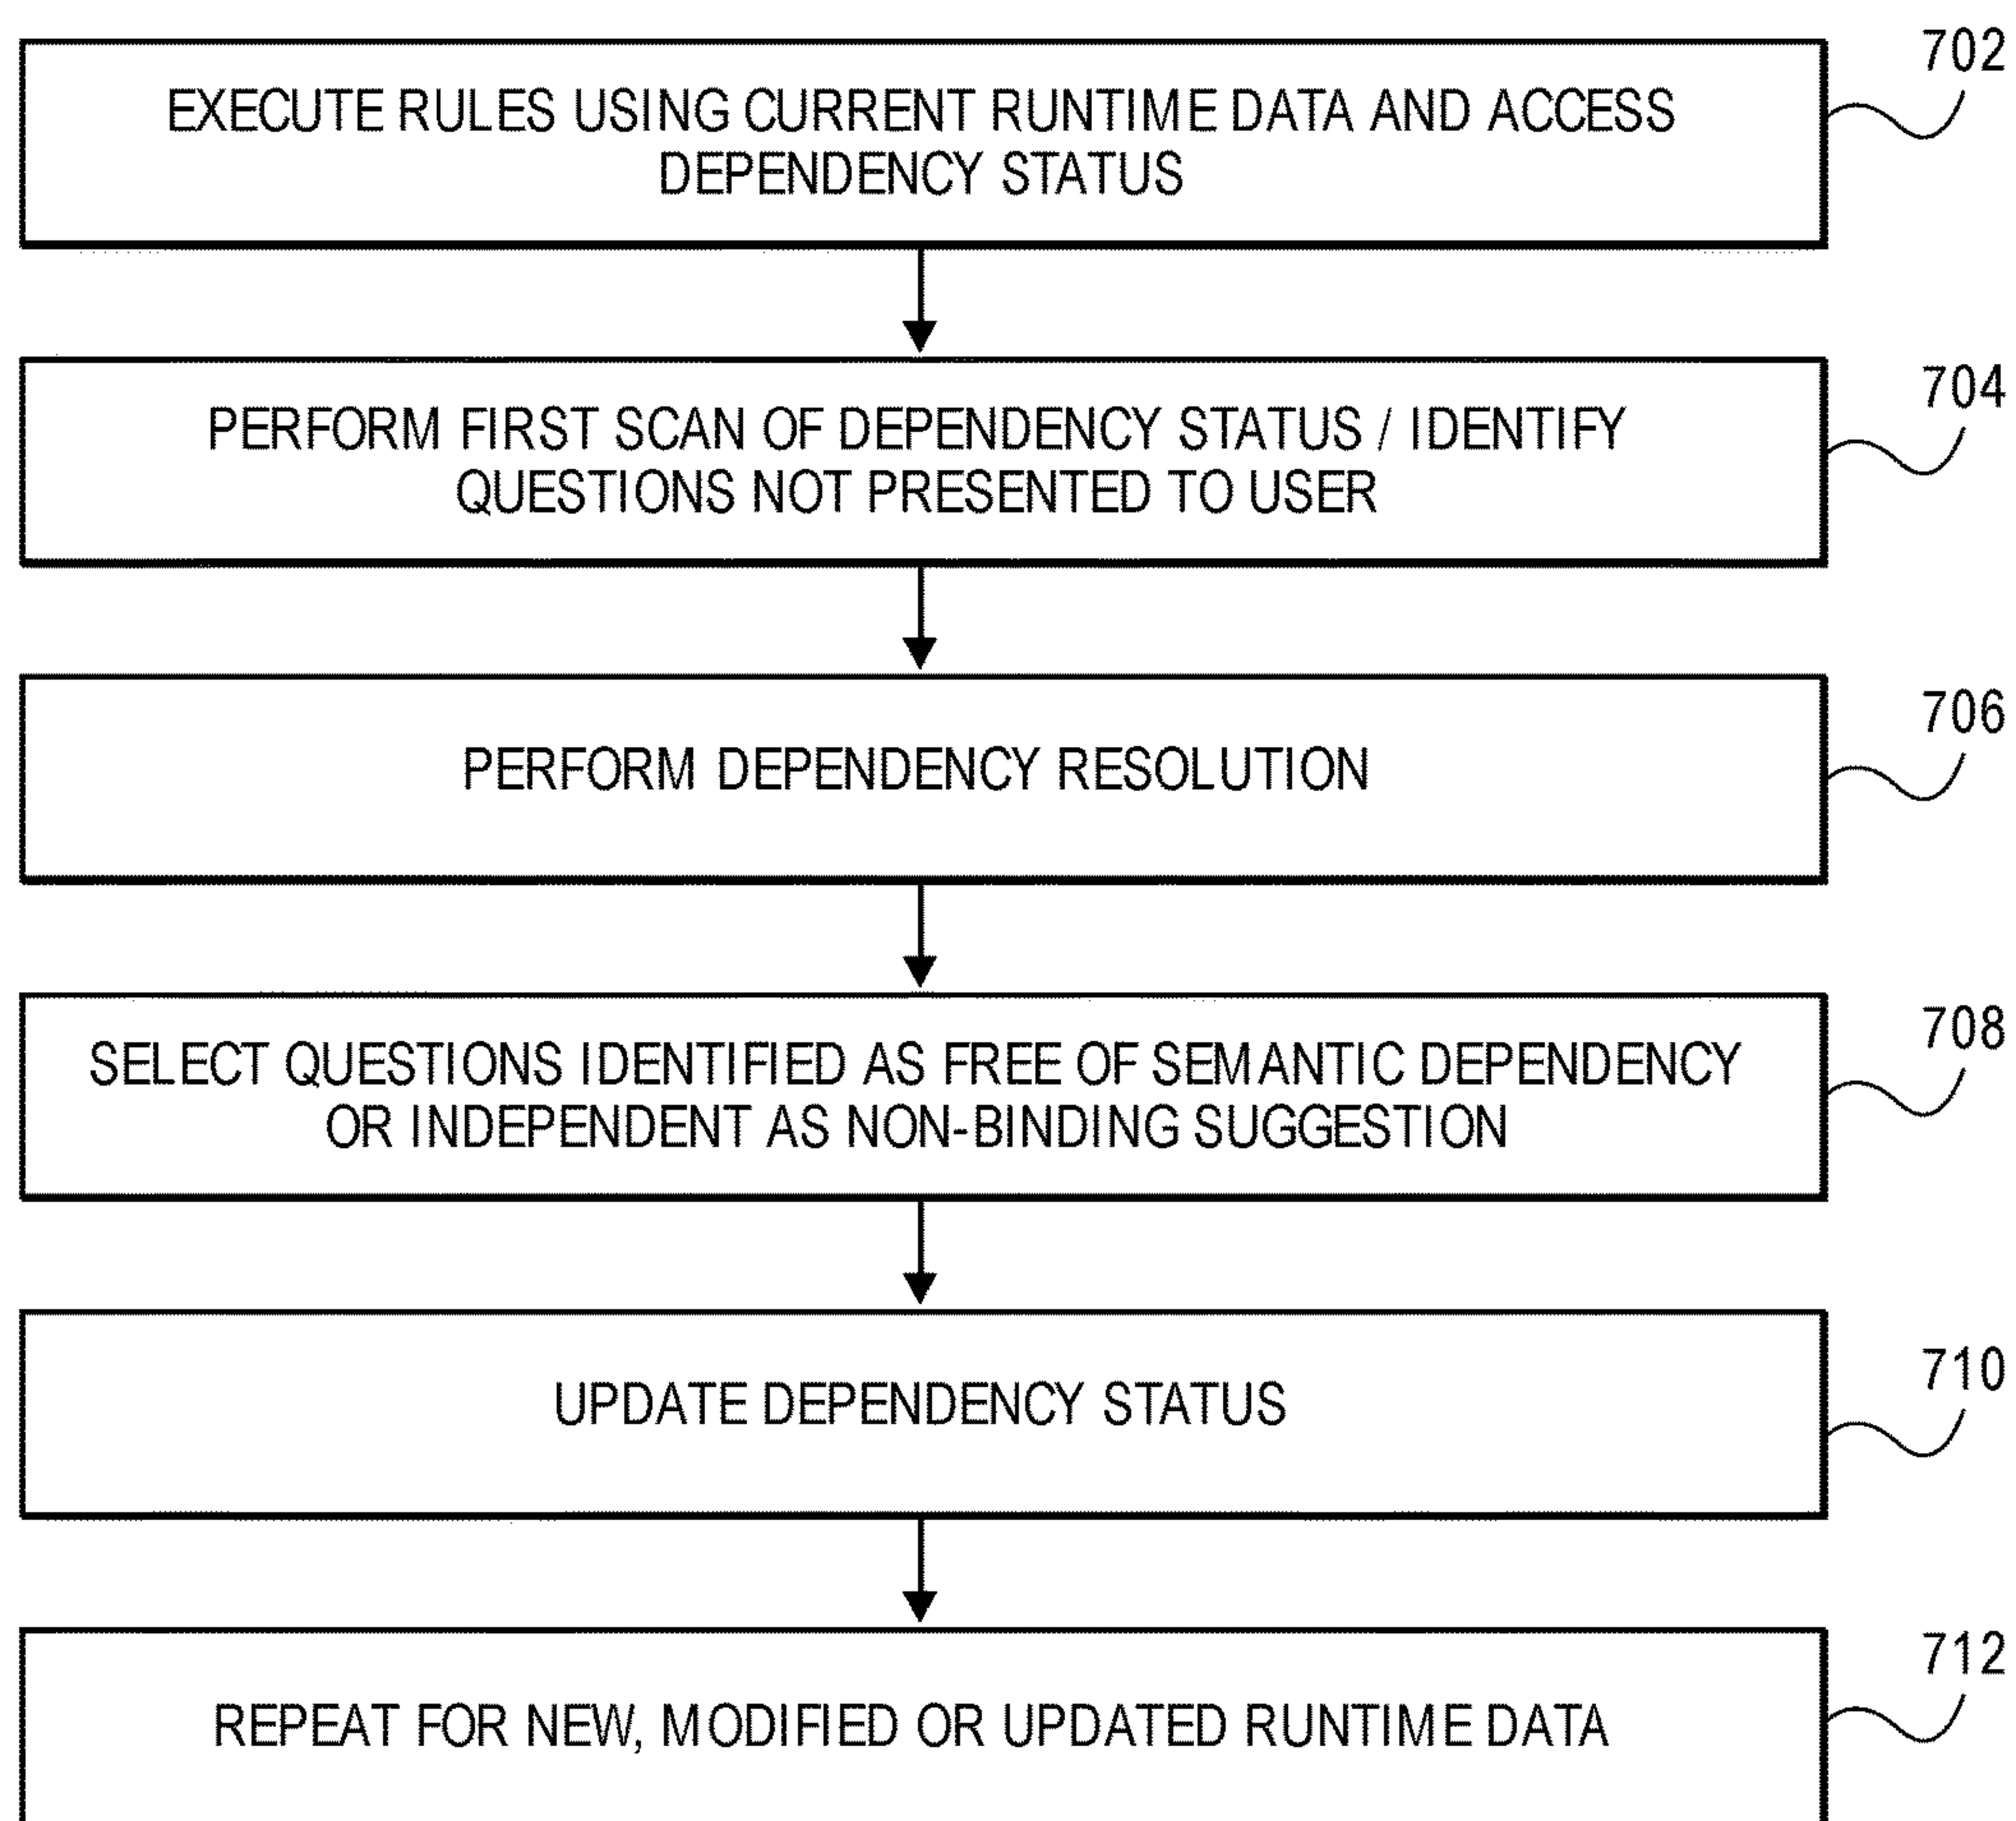 702
EXECUTE RULES USING CURRENT RUNTIME DATA AND ACCESS
DEPENDENCY STATUS
704
PERFORM FIRST SCAN OF DEPENDENCY STATUS / IDENTIFY
QUESTIONS NOT PRESENTED TO USER
706
PERFORM DEPENDENCY RESOLUTION
708
SELECT QUESTIONS IDENTIFIED AS FREE OF SEMANTIC DEPENDENCY
OR INDEPENDENT AS NON-BINDING SUGGESTION
710
UPDATE DEPENDENCY STATUS
712
REPEAT FOR NEW, MODIFIED OR UPDATED RUNTIME DATA